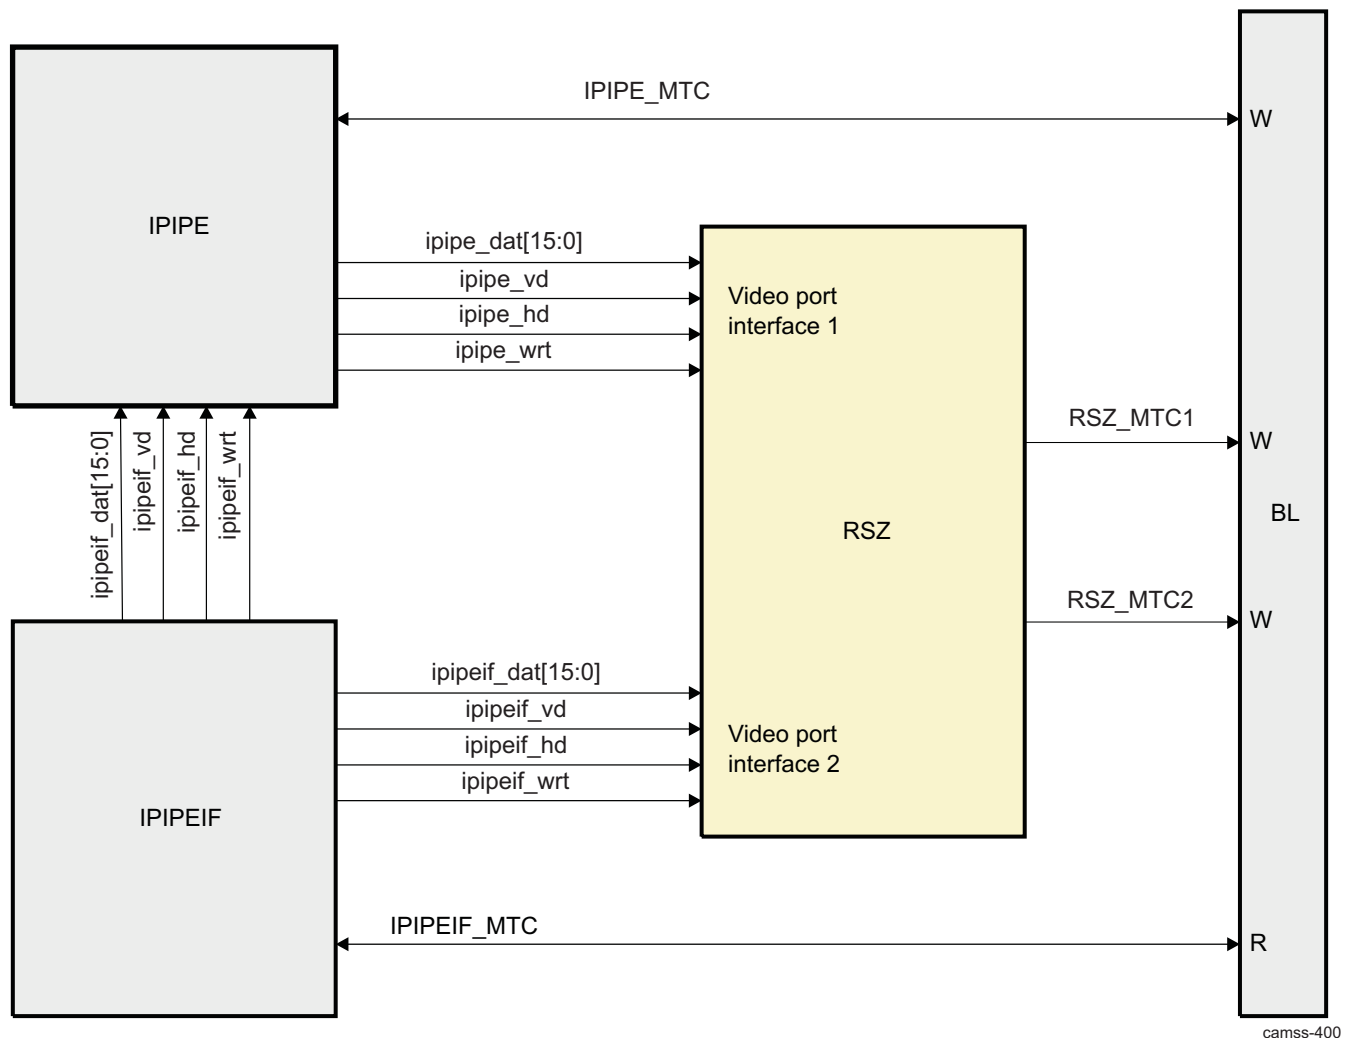 IPIPE_MTC
W
IPIPE
ipipe_dat[15:0]
ipipe_vd
ipipe_hd
ipipe_wrt
Video port
interface 1
ipipeif_dat[15:0]
ipipeif_vd
ipipeif_hd
ipipeif_wrt
RSZ_MTC1
W
BL
RSZ
RSZ_MTC2
W
ipipeif_dat[15:0]
ipipeif_vd
ipipeif_hd
ipipeif_wrt
Video port
interface 2
IPIPEIF
IPIPEIF_MTC
R
camss-400